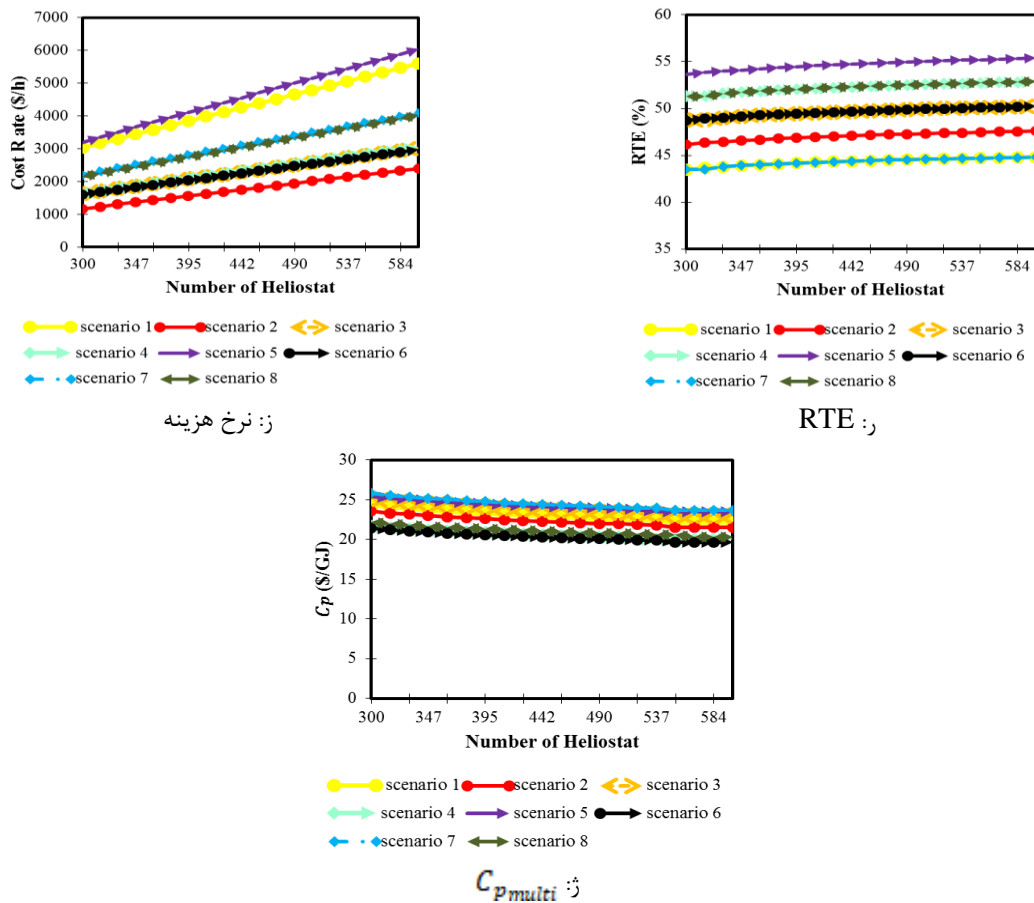 7000
6000
5000
4000
3000
2000
1000
0
Cost Rate ($/h)
300 347 395 442 490 537 584
Number of Heliostat
scenario 1 scenario 2 scenario 3
scenario 4 scenario 5 scenario 6
scenario 7 scenario 8
ز: نرخ هزینه
60
55
50
45
40
35
RTE (%)
300 347 395 442 490 537 584
Number of Heliostat
scenario 1 scenario 2 scenario 3
scenario 4 scenario 5 scenario 6
scenario 7 scenario 8
ر: RTE
30
25
20
15
10
5
0
Cp ($/GJ)
300 347 395 442 490 537 584
Number of Heliostat
scenario 1 scenario 2 scenario 3
scenario 4 scenario 5 scenario 6
scenario 7 scenario 8
ژ: Cpmulti